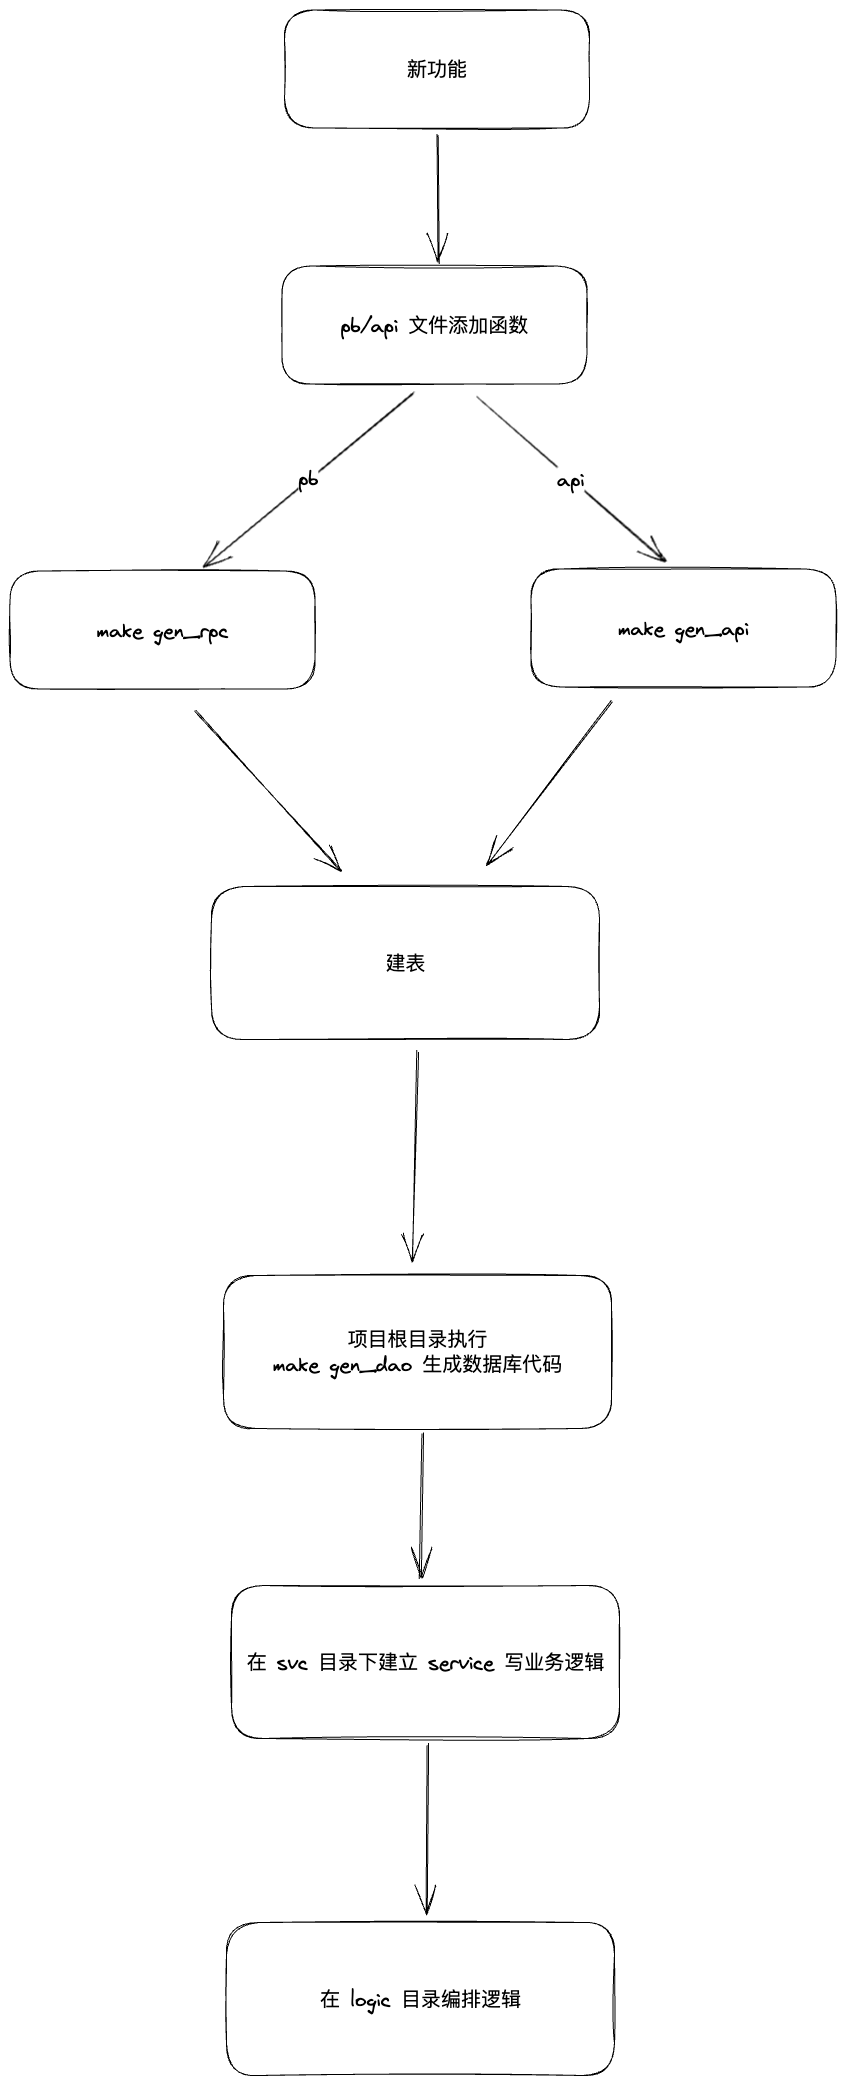 新功能
pb/api 文件添加函数
pb
api
make gen_rpc
make gen_api
建表
项目根目录执行
make gen_dao 生成数据库代码
在 svc 目录下建立 service 写业务逻辑
在 logic 目录编排逻辑